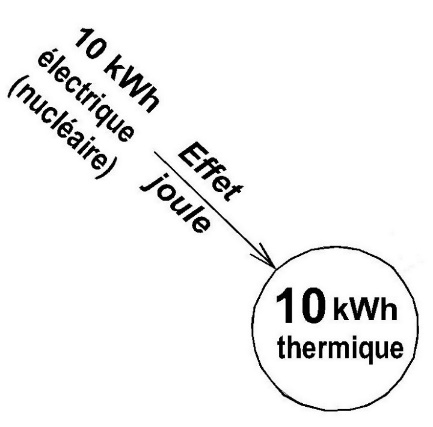 10 kWh
électrique
(nucléaire)
Effet
joule
10 kWh
thermique